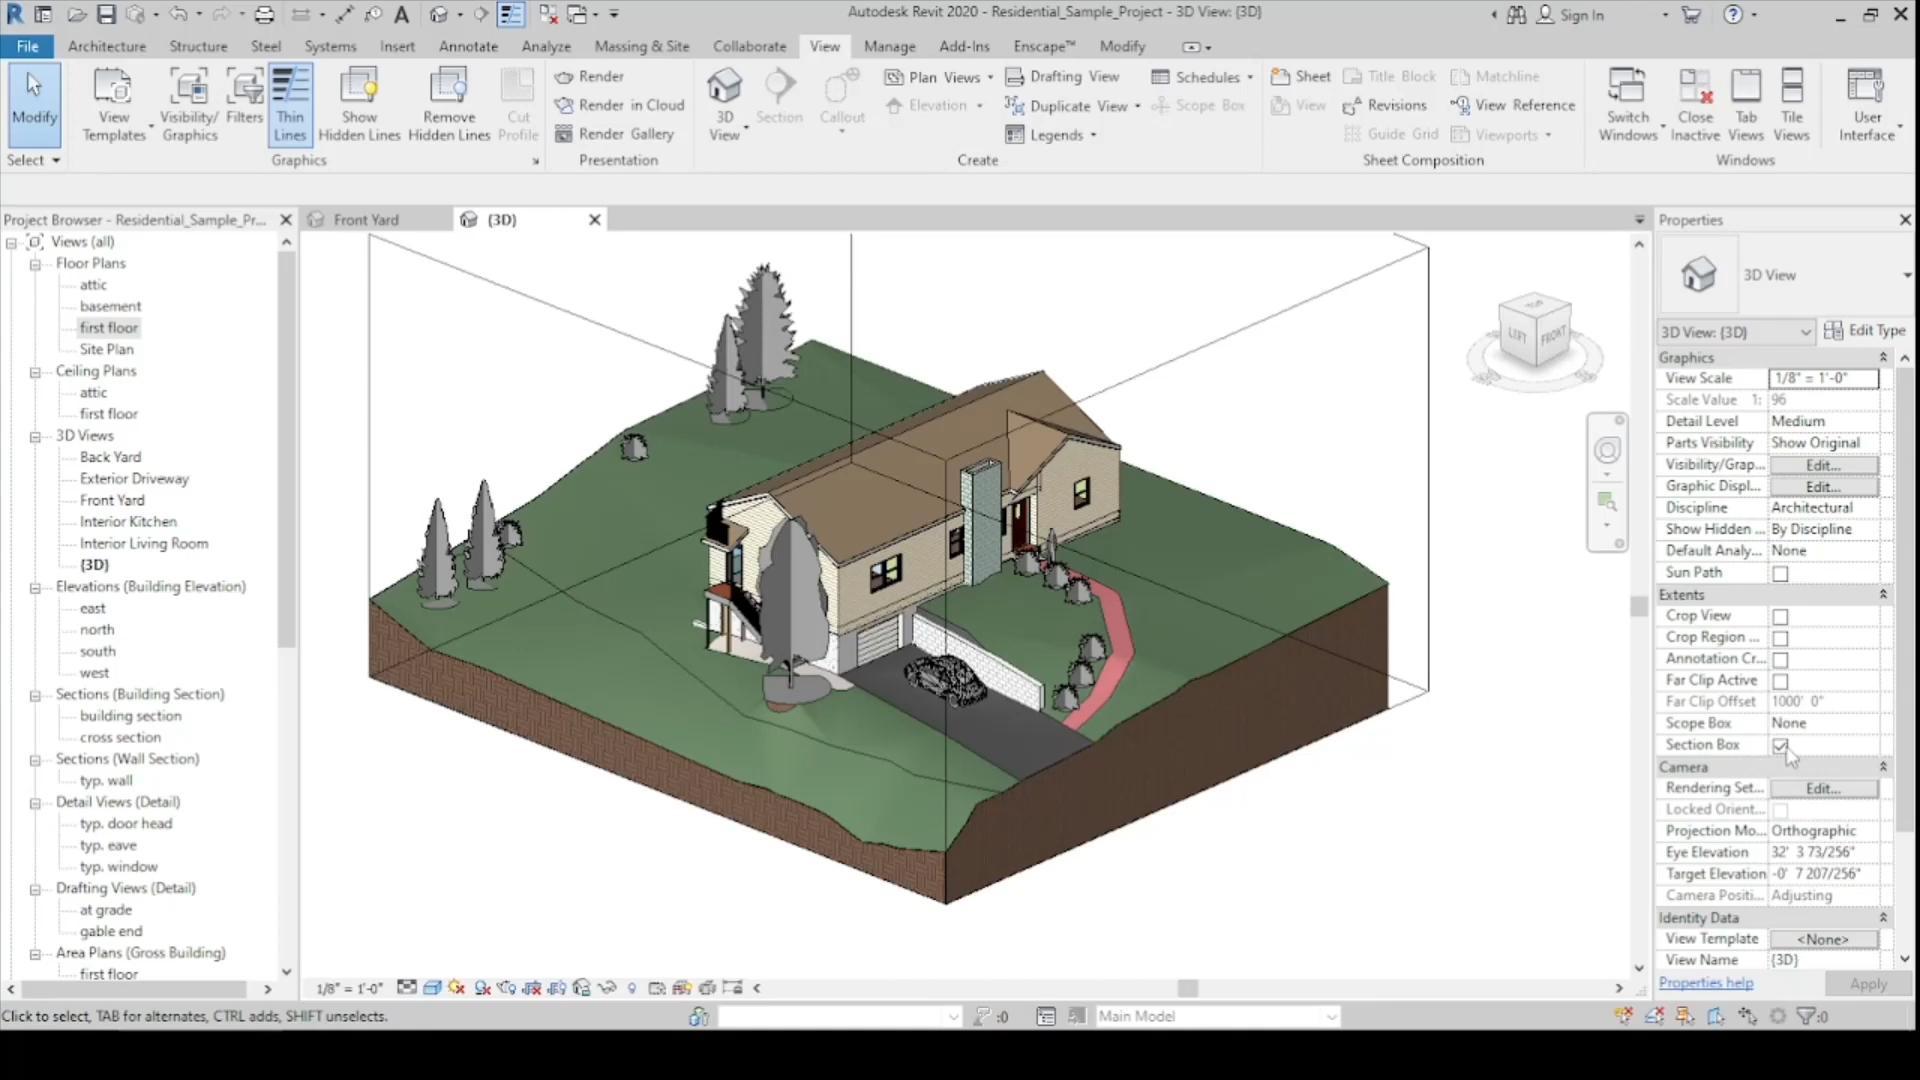 Autodesk Revit 2020 - Residential_Sample_Project - 3D View: {3D}
Sign In
File Architecture Structure Steel Systems Insert Annotate Analyze Massing & Site Collaborate View Manage Add-Ins Enscape™ Modify
Modify
View Templates
Visibility/ Graphics
Filters
Thin Lines
Show Hidden Lines
Remove Hidden Lines
Cut Profile
Render
Render in Cloud
Render Gallery
3D View
Section
Callout
Plan Views
Elevation
Drafting View
Duplicate View
Legends
Schedules
Scope Box
Sheet
View
Title Block
Revisions
Guide Grid
Matchline
View Reference
Viewports
Switch Windows
Close Inactive
Tab Views
Tile Views
User Interface
Select Graphics Presentation Create Sheet Composition Windows
Project Browser - Residential_Sample_Pr...
Views (all)
Floor Plans
attic
basement
first floor
Site Plan
Ceiling Plans
attic
first floor
3D Views
Back Yard
Exterior Driveway
Front Yard
Interior Kitchen
Interior Living Room
{3D}
Elevations (Building Elevation)
east
north
south
west
Sections (Building Section)
building section
cross section
Sections (Wall Section)
typ. wall
Detail Views (Detail)
typ. door head
typ. eave
typ. window
Drafting Views (Detail)
at grade
gable end
Area Plans (Gross Building)
first floor
Front Yard
{3D}
TOP
LEFT
FRONT
Properties
3D View
3D View: {3D} Edit Type
Graphics
View Scale 1/8" = 1'-0"
Scale Value 1: 96
Detail Level Medium
Parts Visibility Show Original
Visibility/Grap... Edit...
Graphic Displ... Edit...
Discipline Architectural
Show Hidden ... By Discipline
Default Analy... None
Sun Path
Extents
Crop View
Crop Region ...
Annotation Cr...
Far Clip Active
Far Clip Offset 1000' 0"
Scope Box None
Section Box
Camera
Rendering Set... Edit...
Locked Orient...
Projection Mo... Orthographic
Eye Elevation 32' 3 73/256"
Target Elevation -0' 7 207/256"
Camera Positi... Adjusting
Identity Data
View Template <None>
View Name {3D}
Properties help Apply
1/8" = 1'-0"
Click to select, TAB for alternates, CTRL adds, SHIFT unselects.
:0
Main Model
:0